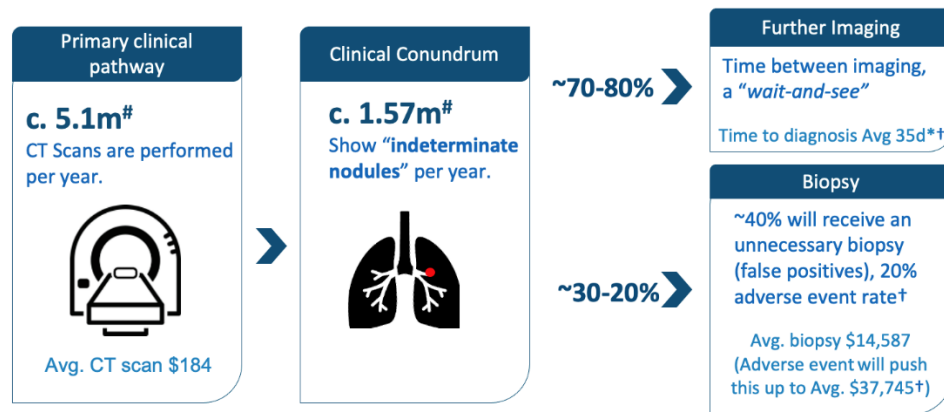 Primary clinical
pathway
c. 5.1m#
CT Scans are performed
per year.
Avg. CT scan $184
Clinical Conundrum
c. 1.57m#
Show “indeterminate
nodules” per year.
~70-80%
~30-20%
Further Imaging
Time between imaging,
a “wait-and-see”
Time to diagnosis Avg 35d*†
Biopsy
~40% will receive an
unnecessary biopsy
(false positives), 20%
adverse event rate†
Avg. biopsy $14,587
(Adverse event will push
this up to Avg. $37,745†)